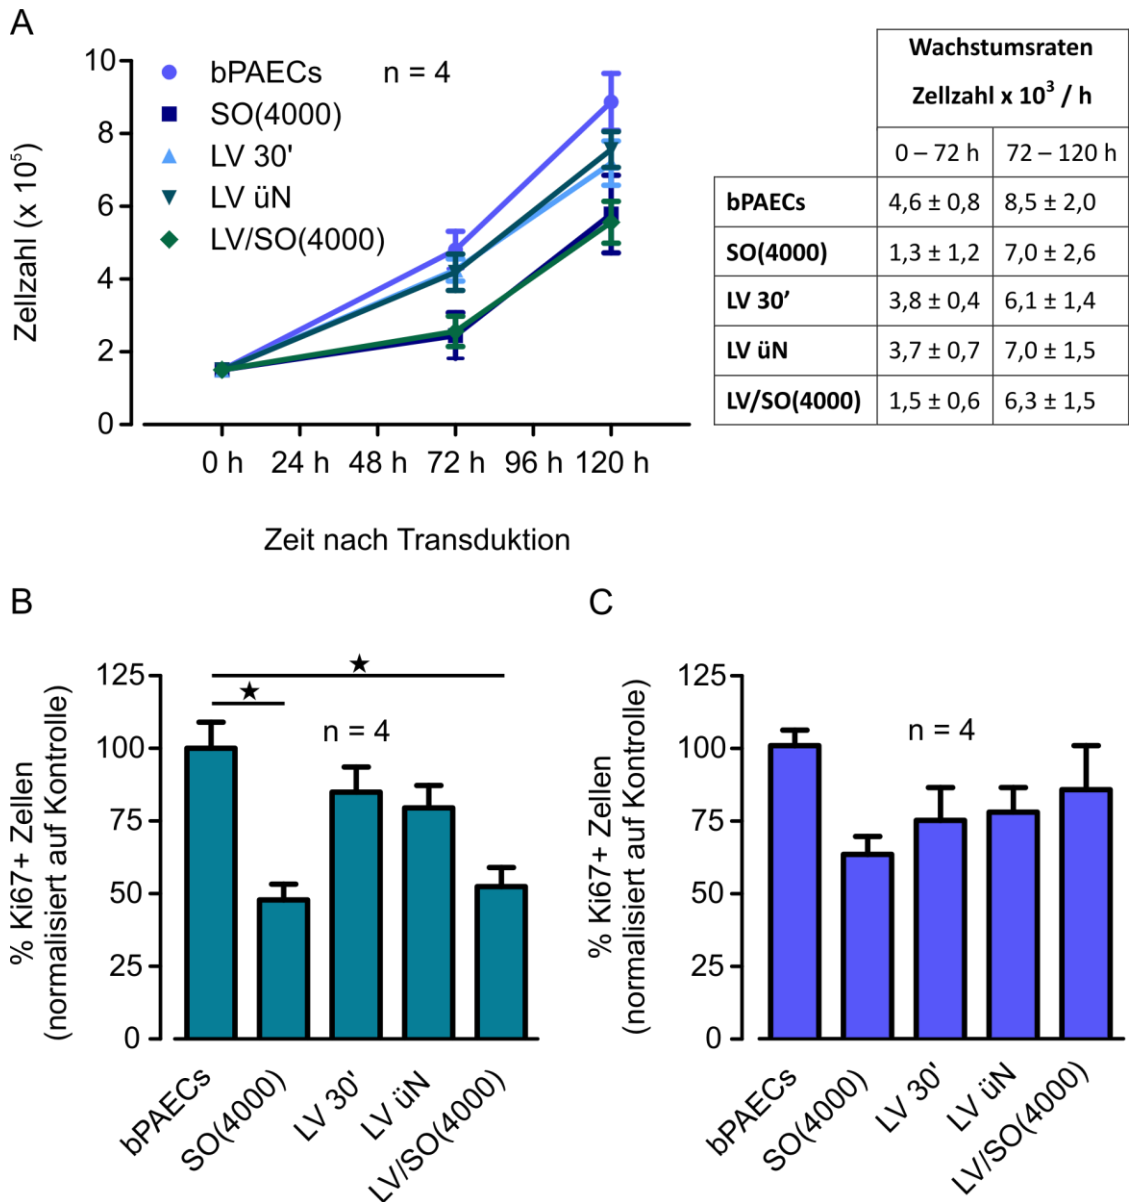 A
Zellzahl (x 10⁵)
10
8
6
4
2
0
bPAECs n = 4
SO(4000)
LV 30'
LV üN
LV/SO(4000)
0 h 24 h 48 h 72 h 96 h 120 h
Zeit nach Transduktion
Wachstumsraten
Zellzahl x 10³ / h
0 – 72 h 72 – 120 h
bPAECs 4,6 ± 0,8 8,5 ± 2,0
SO(4000) 1,3 ± 1,2 7,0 ± 2,6
LV 30’ 3,8 ± 0,4 6,1 ± 1,4
LV üN 3,7 ± 0,7 7,0 ± 1,5
LV/SO(4000) 1,5 ± 0,6 6,3 ± 1,5
B
% Ki67+ Zellen
(normalisiert auf Kontrolle)
125
100
75
50
25
0
★
★
n = 4
bPAECs
SO(4000)
LV 30'
LV üN
LV/SO(4000)
C
% Ki67+ Zellen
(normalisiert auf Kontrolle)
125
100
75
50
25
0
n = 4
bPAECs
SO(4000)
LV 30'
LV üN
LV/SO(4000)